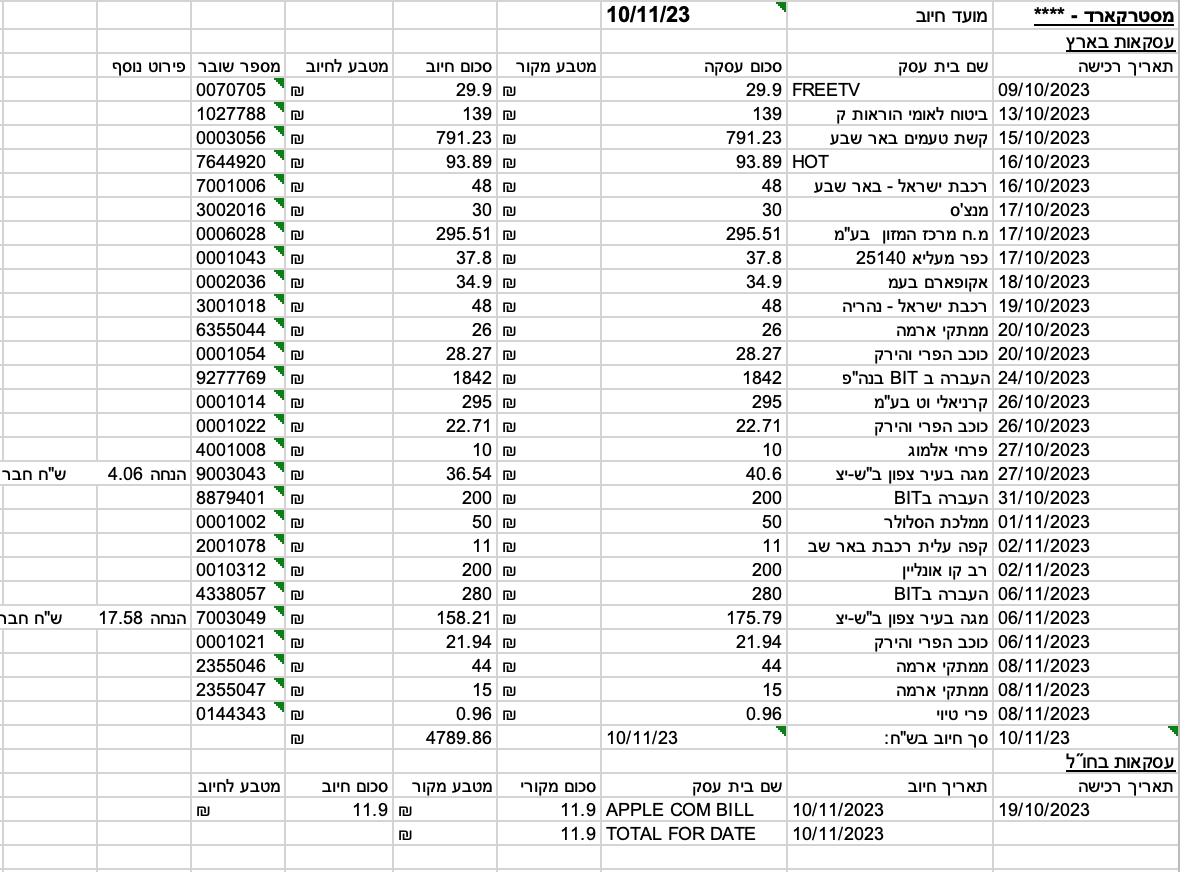 מסטרקארד - **** מועד חיוב 10/11/23
עסקאות בארץ
תאריך רכישה שם בית עסק סכום עסקה מטבע מקור סכום חיוב מטבע לחיוב מספר שובר פירוט נוסף
09/10/2023 FREETV 29.9 ₪ 29.9 ₪ 0070705
13/10/2023 ביטוח לאומי הוראות ק 139 ₪ 139 ₪ 1027788
15/10/2023 קשת טעמים באר שבע 791.23 ₪ 791.23 ₪ 0003056
16/10/2023 HOT 93.89 ₪ 93.89 ₪ 7644920
16/10/2023 רכבת ישראל - באר שבע 48 ₪ 48 ₪ 7001006
17/10/2023 מנצ'ס 30 ₪ 30 ₪ 3002016
17/10/2023 מ.ח מרכז המזון בע"מ 295.51 ₪ 295.51 ₪ 0006028
17/10/2023 כפר מעליא 25140 37.8 ₪ 37.8 ₪ 0001043
18/10/2023 אקופארם בעמ 34.9 ₪ 34.9 ₪ 0002036
19/10/2023 רכבת ישראל - נהריה 48 ₪ 48 ₪ 3001018
20/10/2023 ממתקי ארמה 26 ₪ 26 ₪ 6355044
20/10/2023 כוכב הפרי והירק 28.27 ₪ 28.27 ₪ 0001054
24/10/2023 העברה ב BIT בנה"פ 1842 ₪ 1842 ₪ 9277769
26/10/2023 קרניאלי וט בע"מ 295 ₪ 295 ₪ 0001014
26/10/2023 כוכב הפרי והירק 22.71 ₪ 22.71 ₪ 0001022
27/10/2023 פרחי אלמוג 10 ₪ 10 ₪ 4001008
27/10/2023 מגה בעיר צפון ב"ש-יצ 40.6 ₪ 36.54 ₪ 9003043 הנחה 4.06 ש"ח חבר
31/10/2023 העברה בBIT 200 ₪ 200 ₪ 8879401
01/11/2023 ממלכת הסלולר 50 ₪ 50 ₪ 0001002
02/11/2023 קפה עלית רכבת באר שב 11 ₪ 11 ₪ 2001078
02/11/2023 רב קו אונליין 200 ₪ 200 ₪ 0010312
06/11/2023 העברה בBIT 280 ₪ 280 ₪ 4338057
06/11/2023 מגה בעיר צפון ב"ש-יצ 175.79 ₪ 158.21 ₪ 7003049 הנחה 17.58 ש"ח חבר
06/11/2023 כוכב הפרי והירק 21.94 ₪ 21.94 ₪ 0001021
08/11/2023 ממתקי ארמה 44 ₪ 44 ₪ 2355046
08/11/2023 ממתקי ארמה 15 ₪ 15 ₪ 2355047
08/11/2023 פרי טיוי 0.96 ₪ 0.96 ₪ 0144343
10/11/23 סך חיוב בש"ח: 10/11/23 4789.86 ₪
עסקאות בחו״ל
תאריך רכישה תאריך חיוב שם בית עסק סכום מקורי מטבע מקור סכום חיוב מטבע לחיוב
19/10/2023 10/11/2023 APPLE COM BILL 11.9 ₪ 11.9 ₪
10/11/2023 TOTAL FOR DATE 11.9 ₪